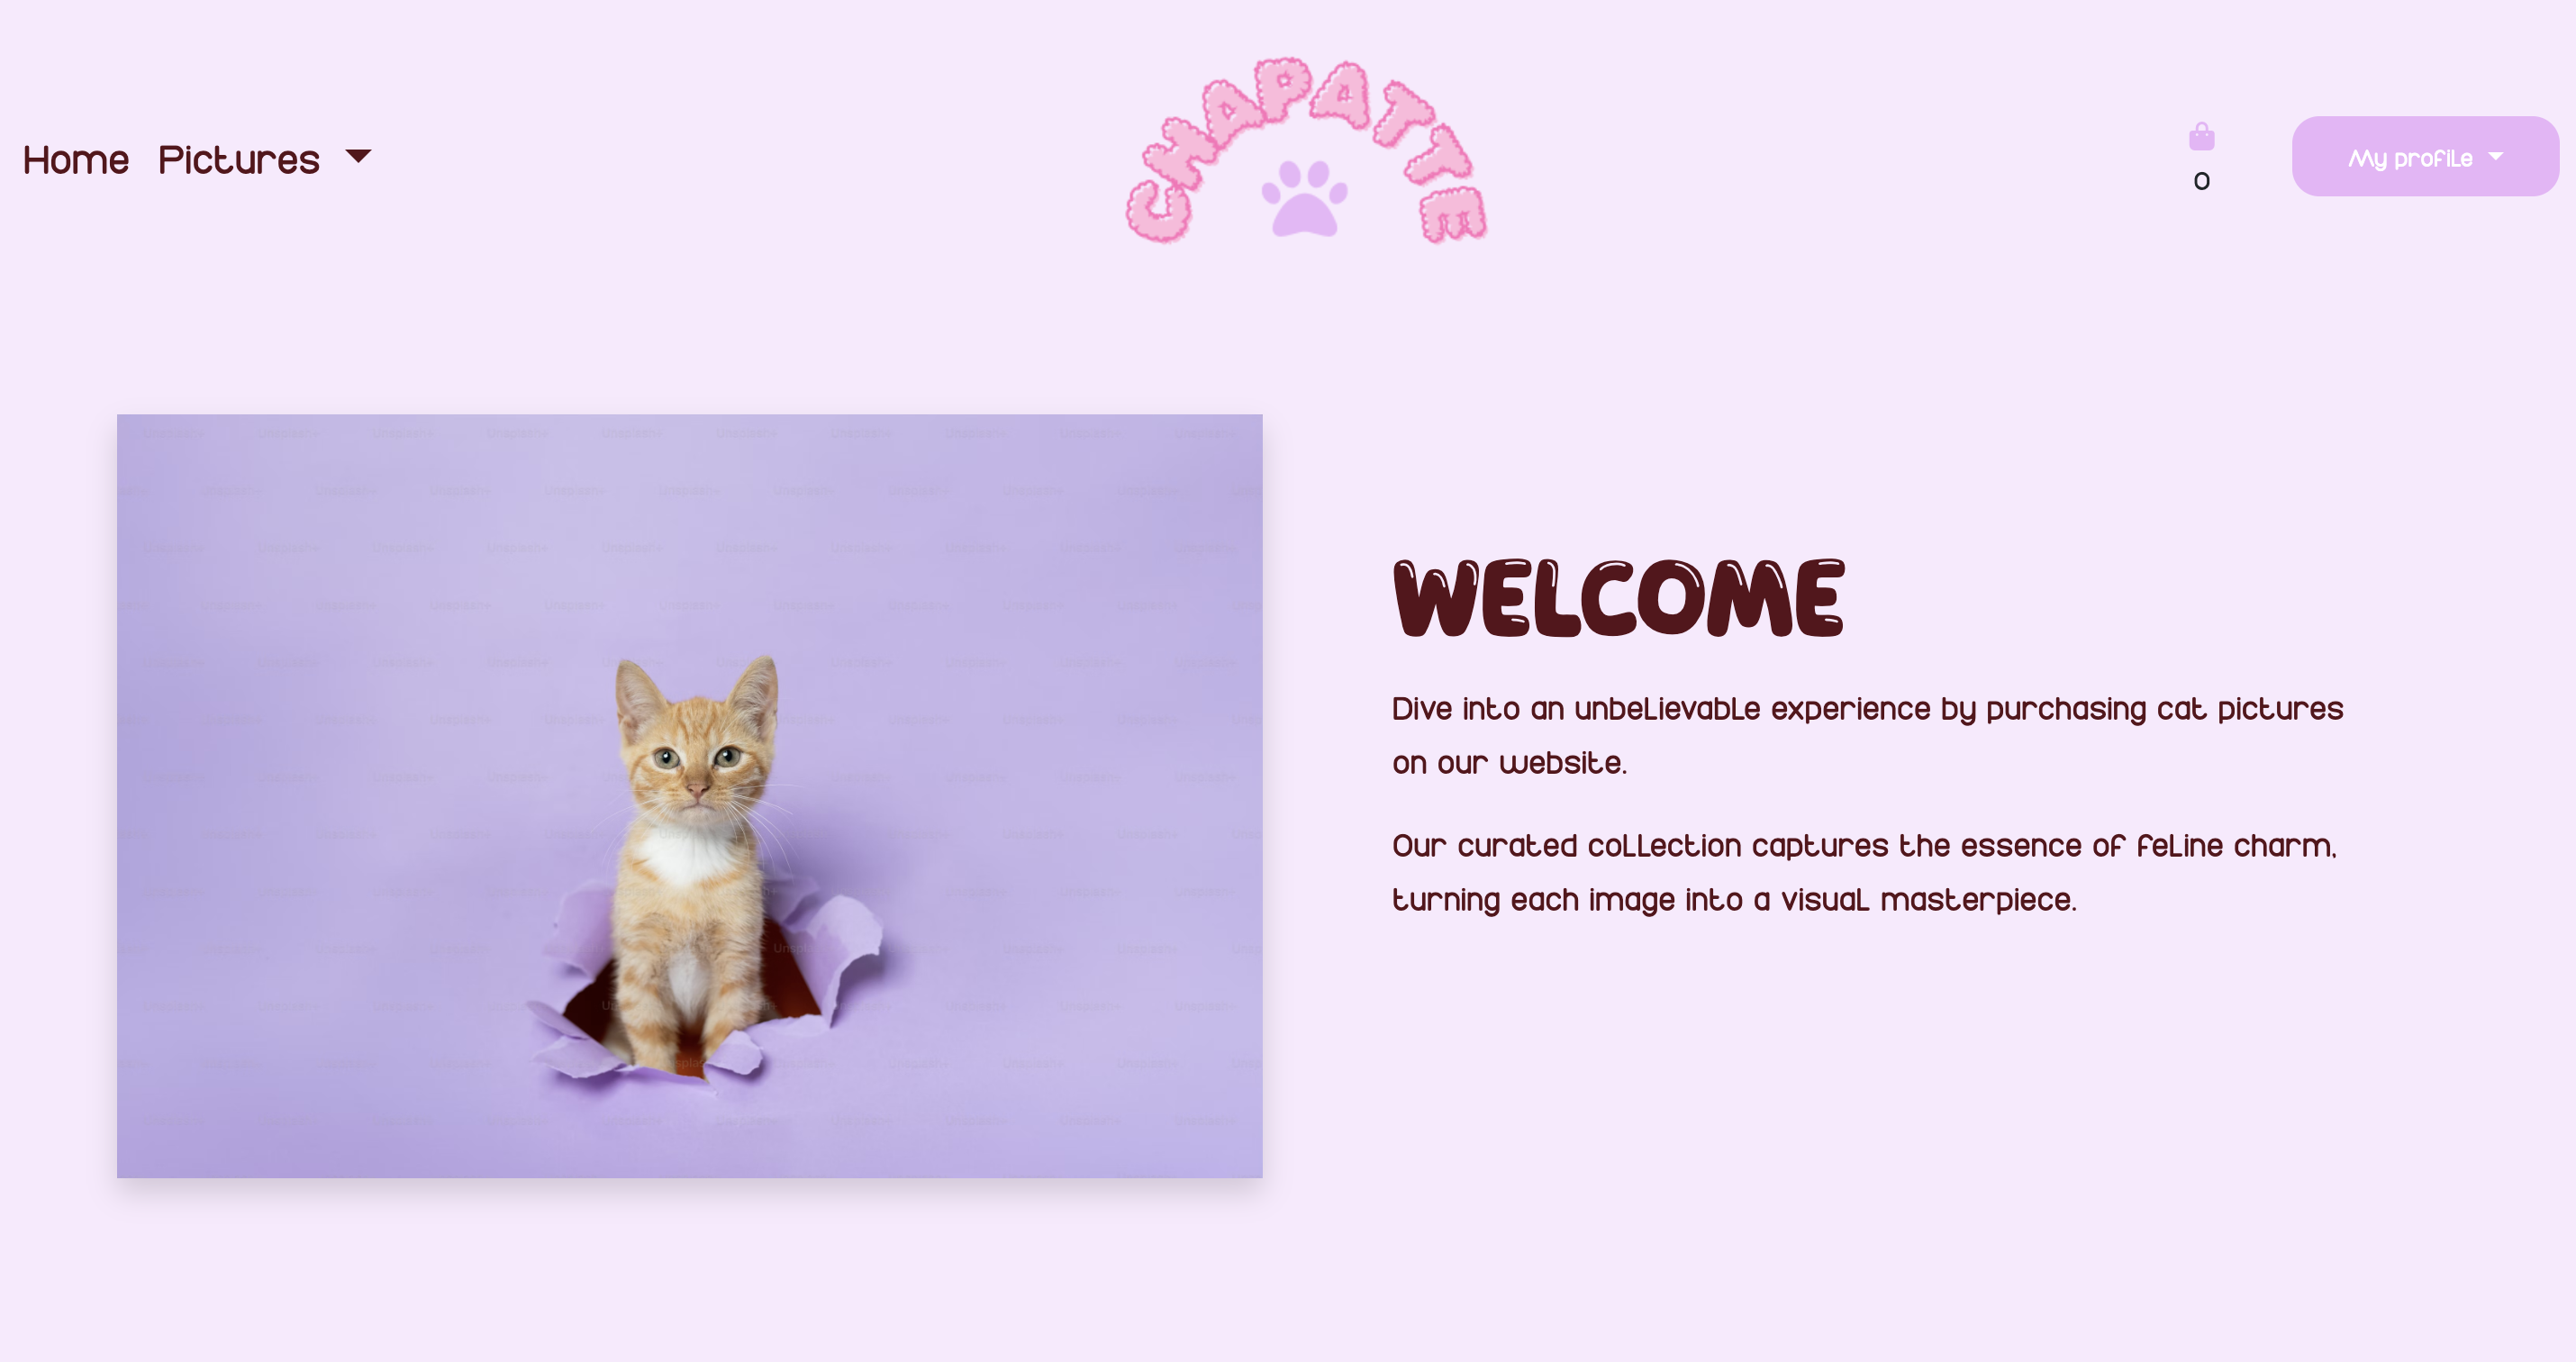 Home Pictures
CHAPATTE
0
My profile
WELCOME
Dive into an unbelievable experience by purchasing cat pictures
on our website.
Our curated collection captures the essence of feline charm,
turning each image into a visual masterpiece.
Unsplash+